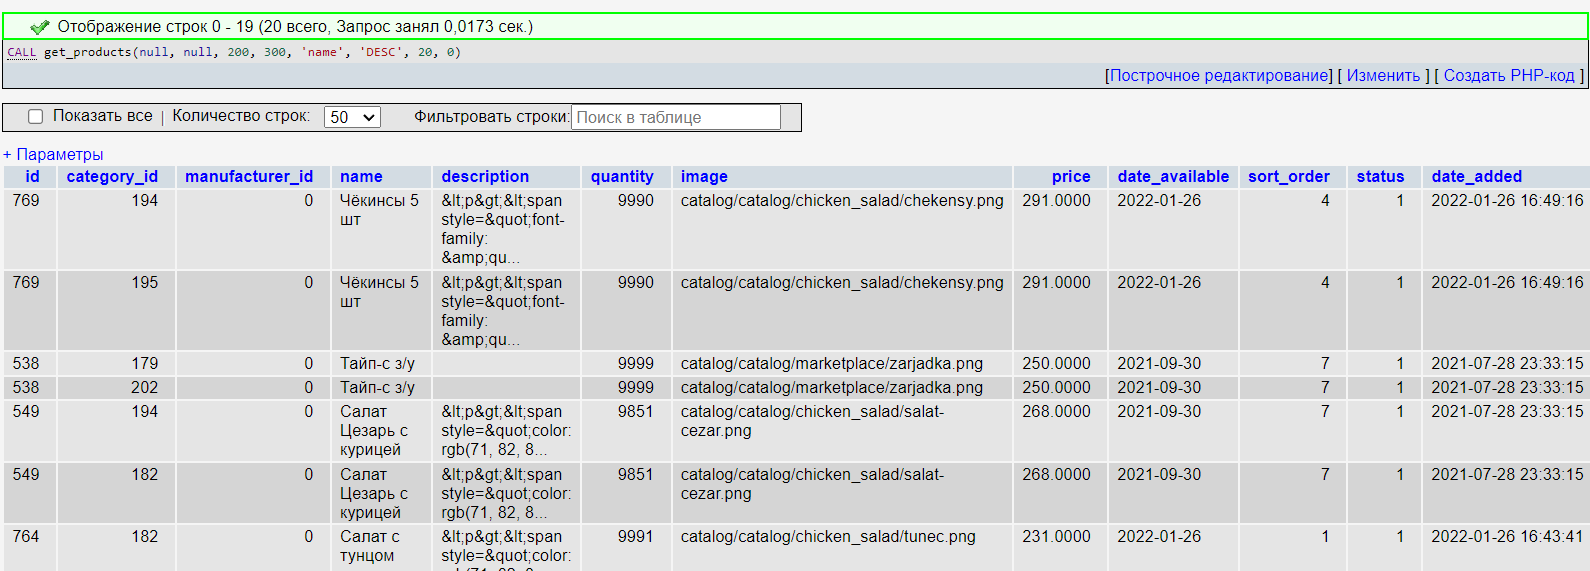 Отображение строк 0 - 19 (20 всего, Запрос занял 0,0173 сек.)
CALL get_products(null, null, 200, 300, 'name', 'DESC', 20, 0)
[Построчное редактирование] [ Изменить ] [ Создать PHP-код ]
Показать все | Количество строк: 50 Фильтровать строки: Поиск в таблице
+ Параметры
id category_id manufacturer_id name description quantity image price date_available sort_order status date_added
769 194 0 Чёкинсы 5 &lt;p&gt;&lt;span 9990 catalog/catalog/chicken_salad/chekensy.png 291.0000 2022-01-26 4 1 2022-01-26 16:49:16
шт style=&quot;font-
family:
&amp;qu...
769 195 0 Чёкинсы 5 &lt;p&gt;&lt;span 9990 catalog/catalog/chicken_salad/chekensy.png 291.0000 2022-01-26 4 1 2022-01-26 16:49:16
шт style=&quot;font-
family:
&amp;qu...
538 179 0 Тайп-с з/у 9999 catalog/catalog/marketplace/zarjadka.png 250.0000 2021-09-30 7 1 2021-07-28 23:33:15
538 202 0 Тайп-с з/у 9999 catalog/catalog/marketplace/zarjadka.png 250.0000 2021-09-30 7 1 2021-07-28 23:33:15
549 194 0 Салат &lt;p&gt;&lt;span 9851 catalog/catalog/chicken_salad/salat- 268.0000 2021-09-30 7 1 2021-07-28 23:33:15
Цезарь с style=&quot;color: cezar.png
курицей rgb(71, 82, 8...
549 182 0 Салат &lt;p&gt;&lt;span 9851 catalog/catalog/chicken_salad/salat- 268.0000 2021-09-30 7 1 2021-07-28 23:33:15
Цезарь с style=&quot;color: cezar.png
курицей rgb(71, 82, 8...
764 182 0 Салат с &lt;p&gt;&lt;span 9991 catalog/catalog/chicken_salad/tunec.png 231.0000 2022-01-26 1 1 2022-01-26 16:43:41
тунцом style=&quot;color: